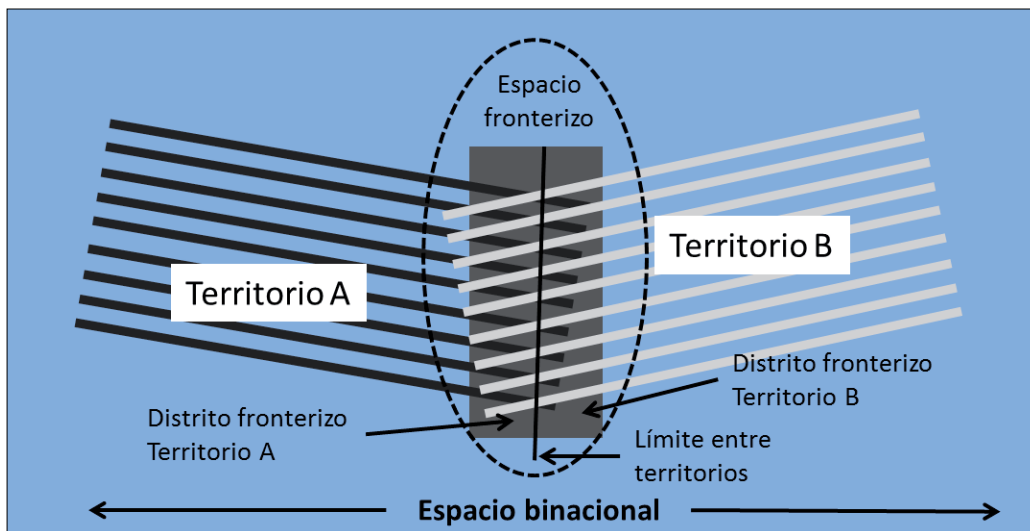 Espacio
fronterizo
Territorio B
Territorio A
Distrito fronterizo
Territorio B
Distrito fronterizo
Territorio A
Límite entre
territorios
Espacio binacional